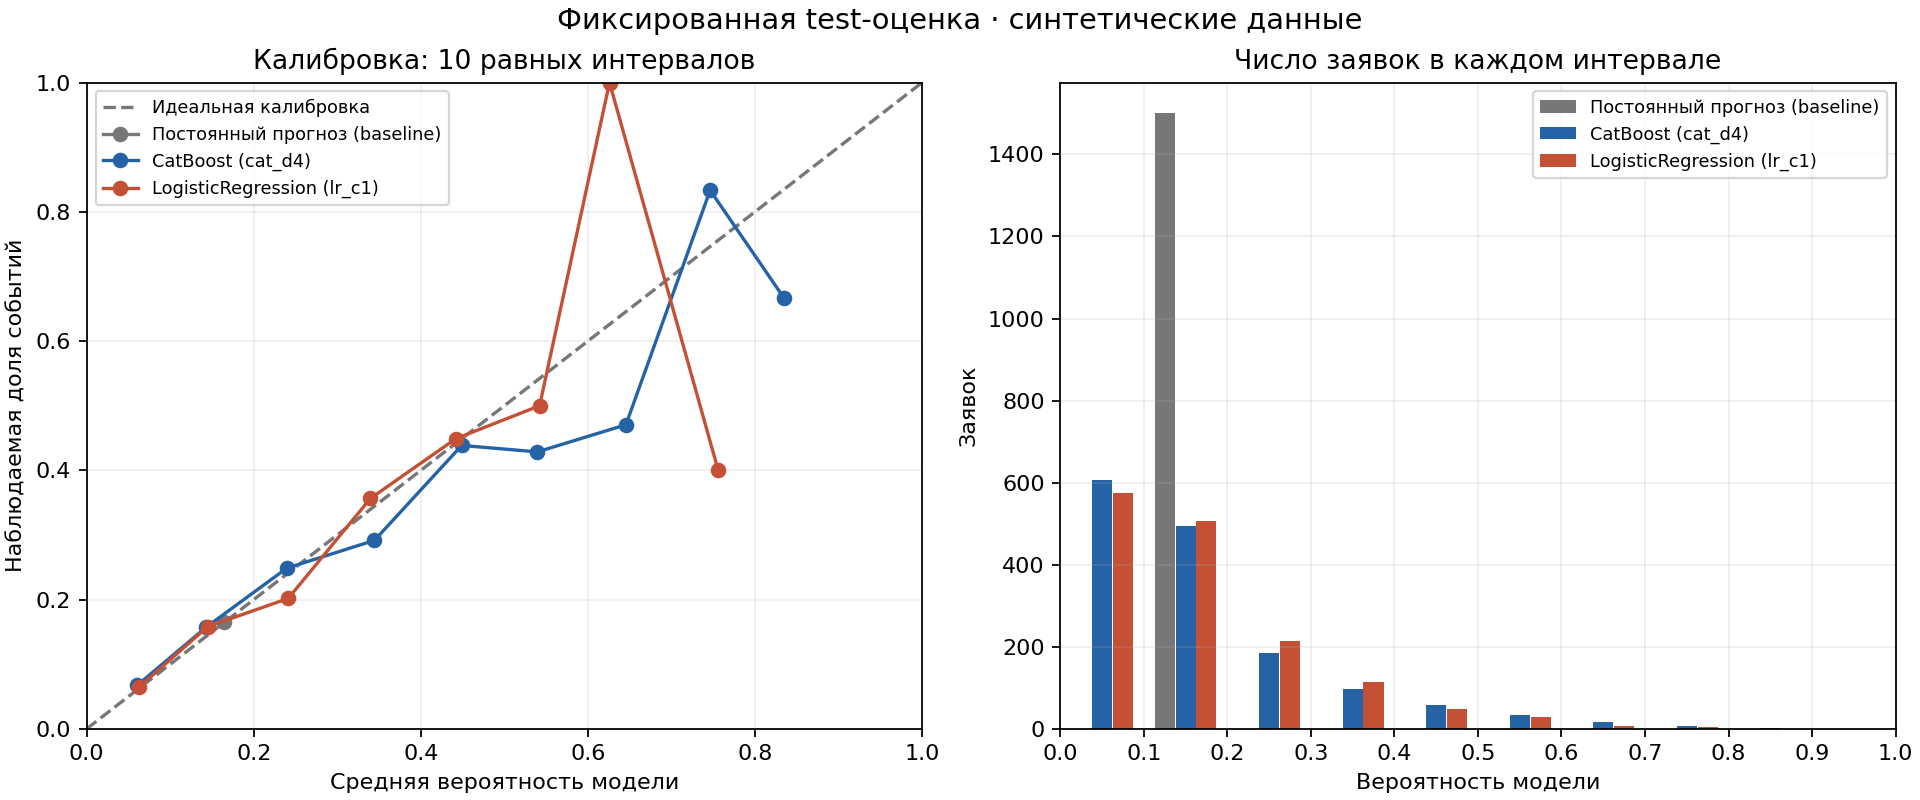 Фиксированная test-оценка · синтетические данные
Калибровка: 10 равных интервалов
Идеальная калибровка
Постоянный прогноз (baseline)
CatBoost (cat_d4)
LogisticRegression (lr_c1)
Наблюдаемая доля событий
1.0
0.8
0.6
0.4
0.2
0.0
0.0 0.2 0.4 0.6 0.8 1.0
Средняя вероятность модели
Число заявок в каждом интервале
Постоянный прогноз (baseline)
CatBoost (cat_d4)
LogisticRegression (lr_c1)
Заявок
1400
1200
1000
800
600
400
200
0
0.0 0.1 0.2 0.3 0.4 0.5 0.6 0.7 0.8 0.9 1.0
Вероятность модели